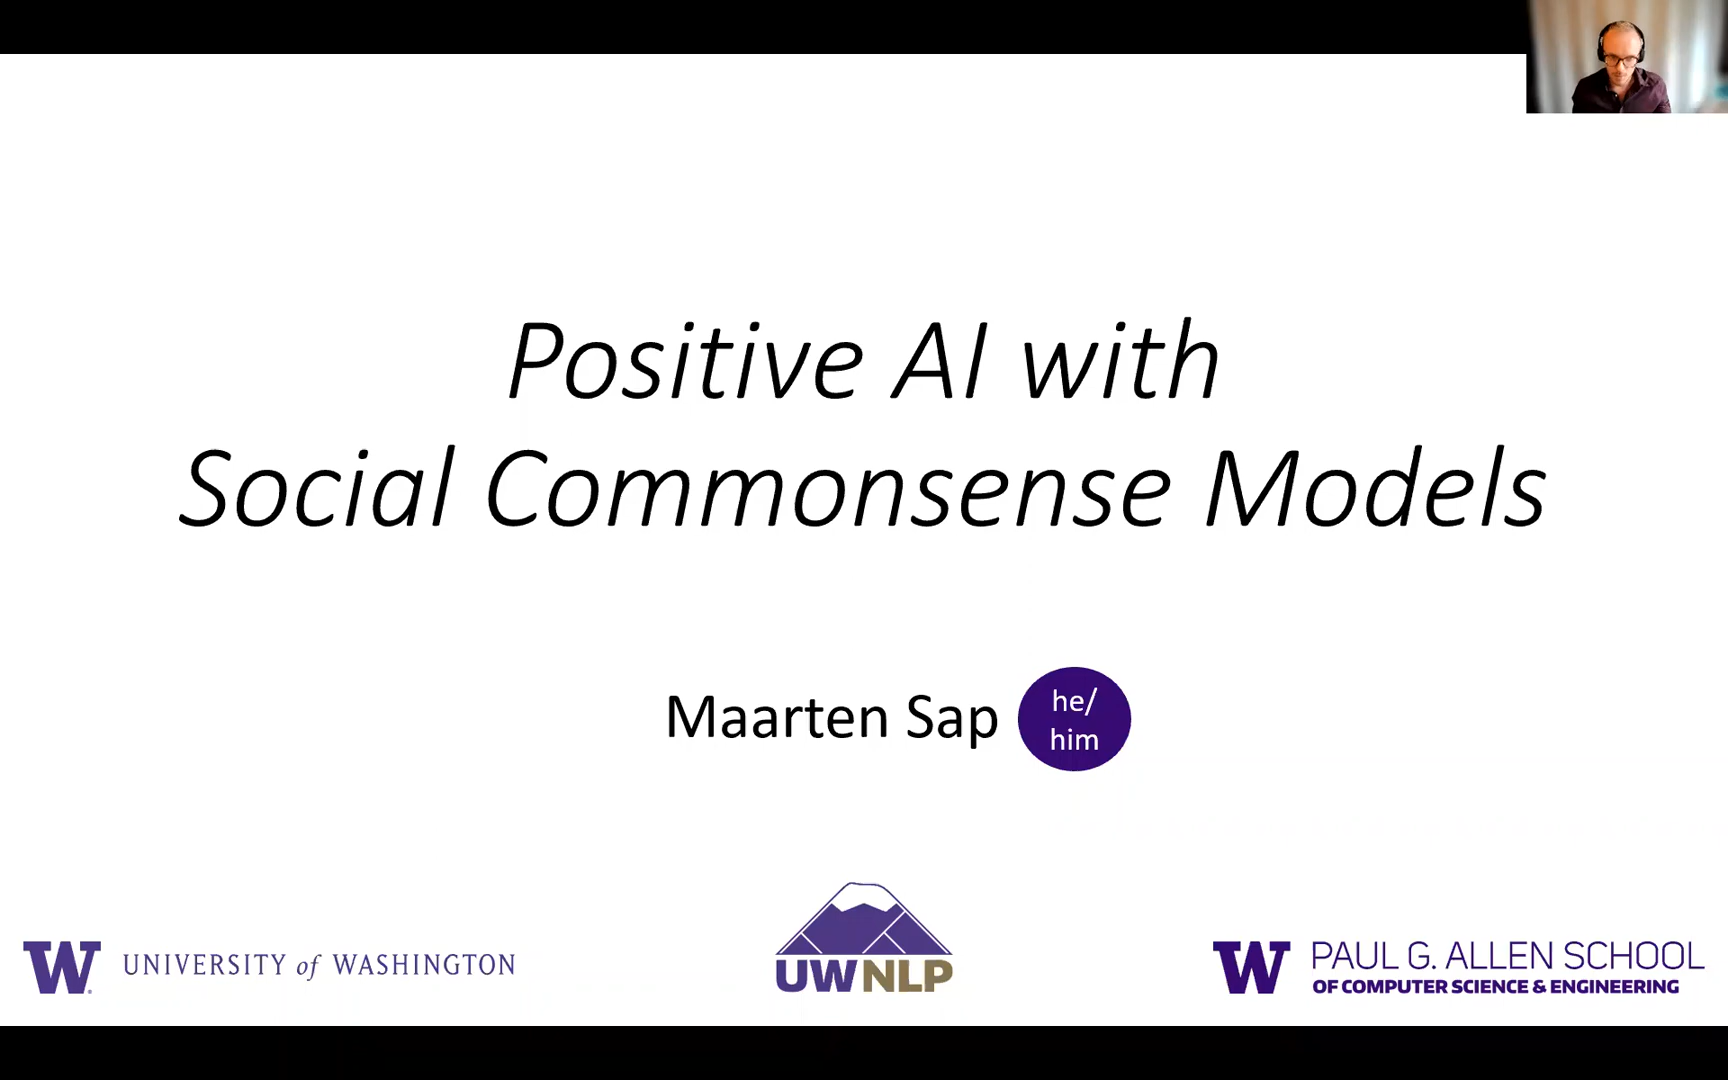 Positive AI with
Social Commonsense Models
Maarten Sap
he/
him
W UNIVERSITY of WASHINGTON
UWNLP
W PAUL G. ALLEN SCHOOL
OF COMPUTER SCIENCE & ENGINEERING